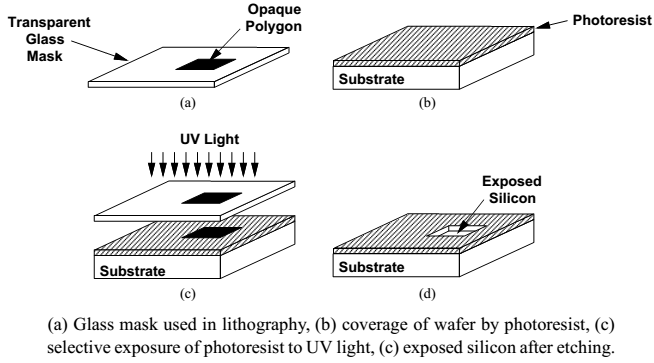 Transparent
Glass
Mask
Opaque
Polygon
(a)
Photoresist
Substrate
(b)
UV Light
Substrate
(c)
Exposed
Silicon
Substrate
(d)
(a) Glass mask used in lithography, (b) coverage of wafer by photoresist, (c)
selective exposure of photoresist to UV light, (c) exposed silicon after etching.